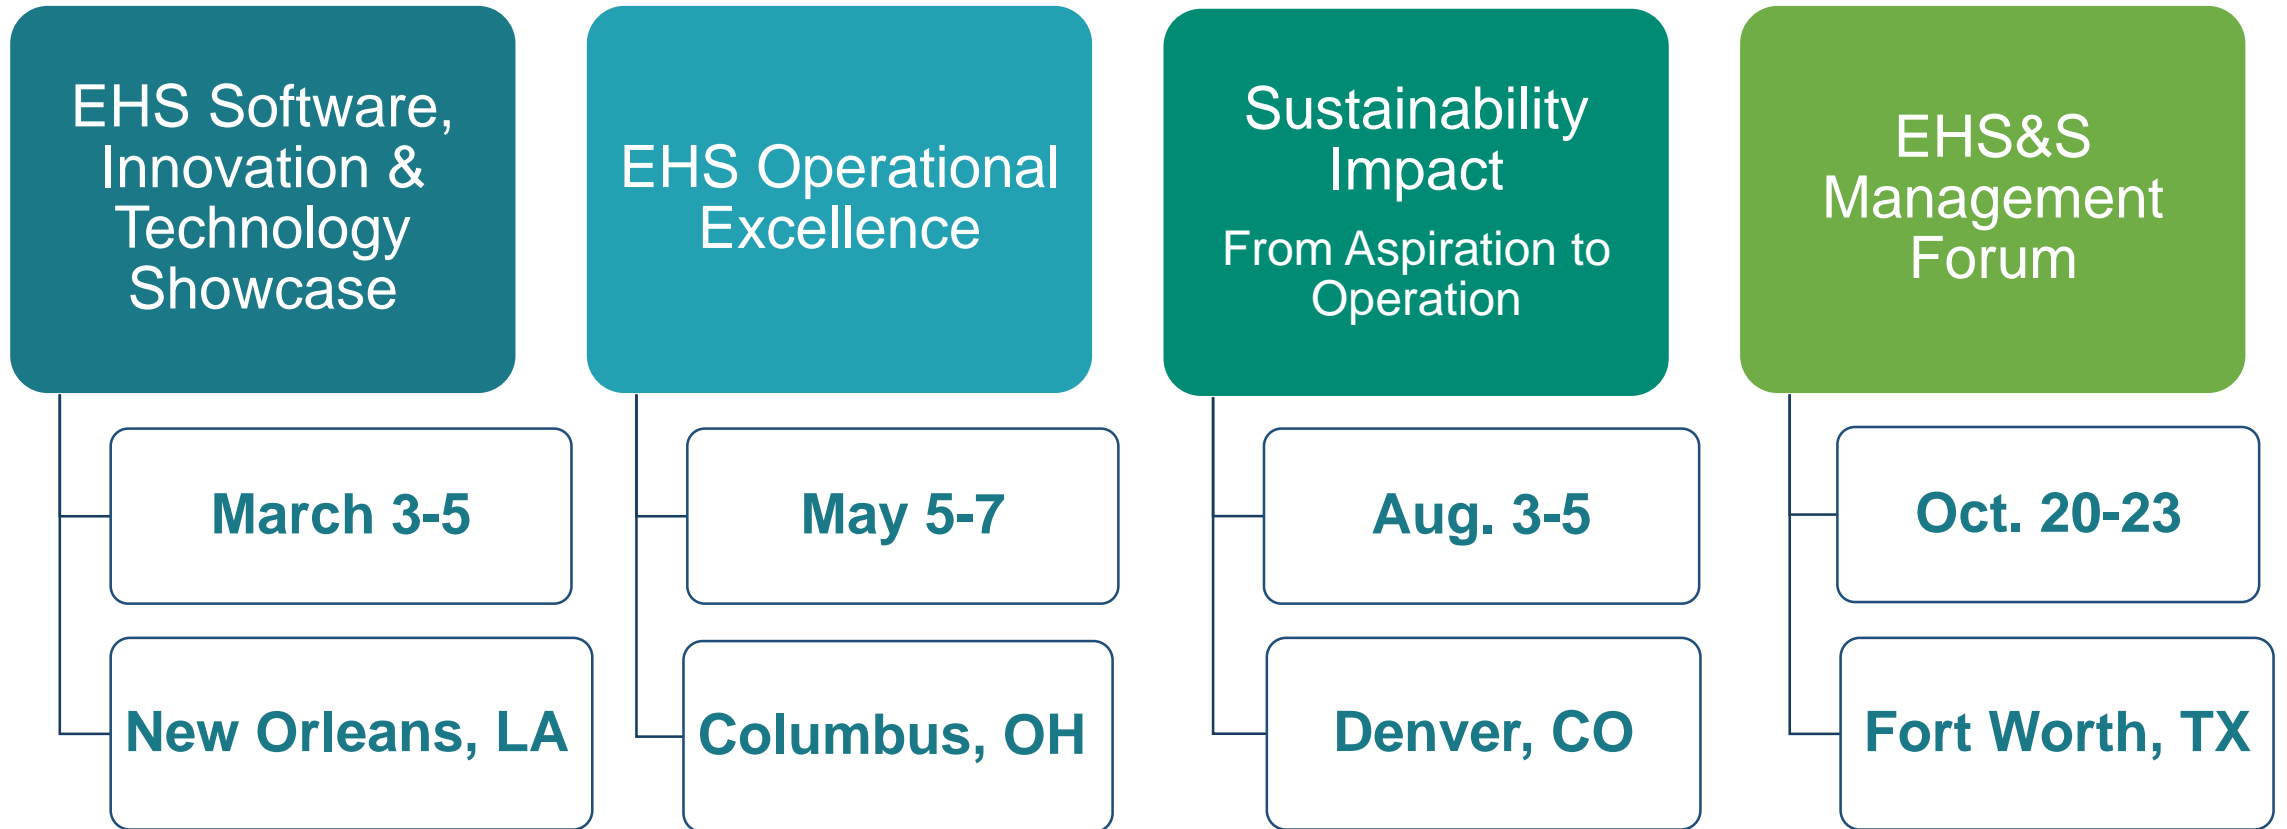 EHS Software,
Innovation &
Technology
Showcase
March 3-5
New Orleans, LA
EHS Operational
Excellence
May 5-7
Columbus, OH
Sustainability
Impact
From Aspiration to
Operation
Aug. 3-5
Denver, CO
EHS&S
Management
Forum
Oct. 20-23
Fort Worth, TX